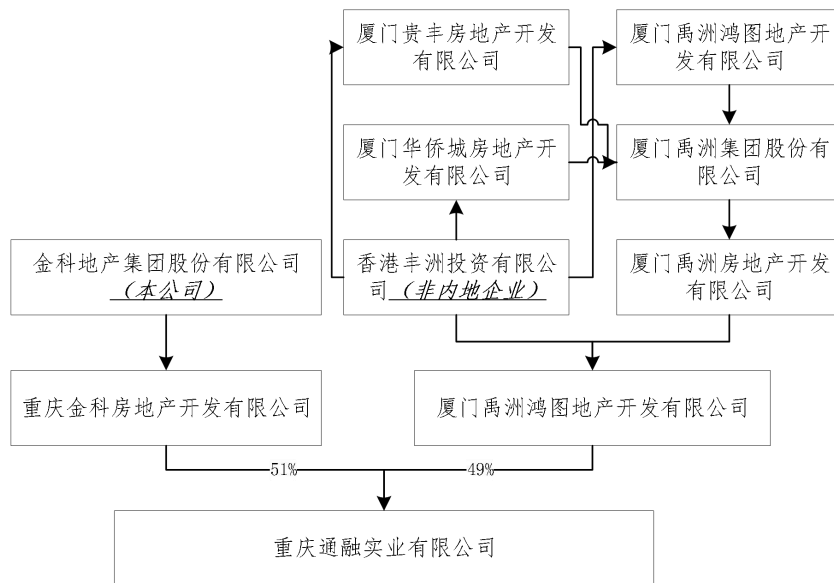 厦门贵丰房地产开发
有限公司
厦门禹洲鸿图地产开
发有限公司
厦门华侨城房地产开
发有限公司
厦门禹洲集团股份有
限公司
金科地产集团股份有限公司
（本公司）
香港丰洲投资有限公
司（非内地企业）
厦门禹洲房地产开发
有限公司
重庆金科房地产开发有限公司
厦门禹洲鸿图地产开发有限公司
51%
49%
重庆通融实业有限公司